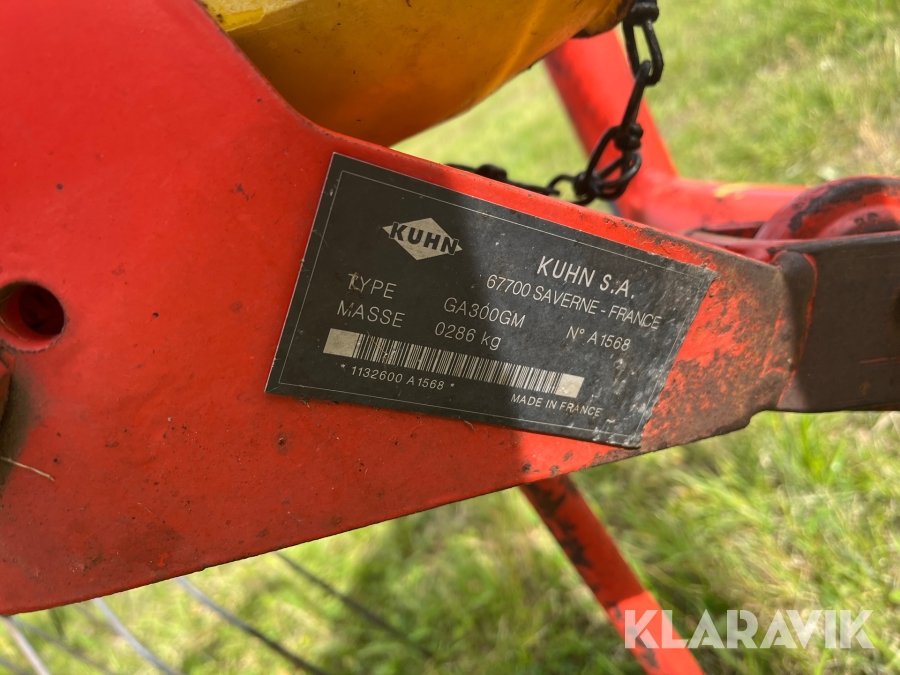 KUHN
KUHN S.A.
67700 SAVERNE - FRANCE
TYPE GA300GM N° A1568
MASSE 0286 kg
* 1132600 A1568 *
MADE IN FRANCE
KLARAVIK